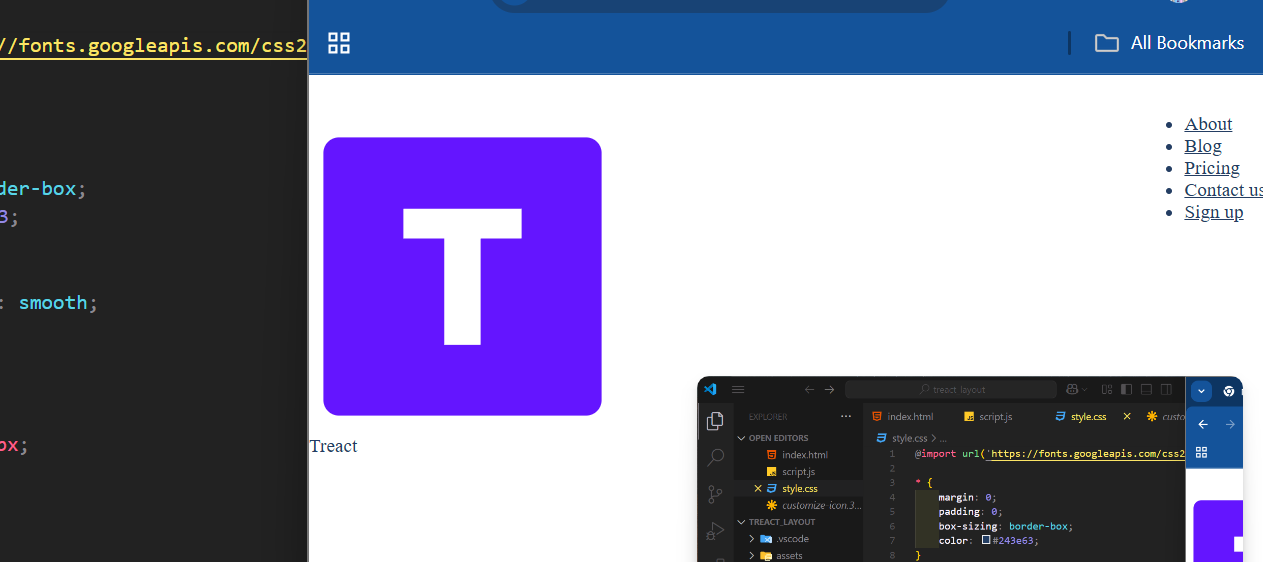 //fonts.googleapis.com/css2
der-box;
3;
: smooth;
ox;
All Bookmarks
T
Treact
About
Blog
Pricing
Contact us
Sign up
treact layout
EXPLORER
OPEN EDITORS
index.html
script.js
style.css
customize-icon.3...
TREACT_LAYOUT
.vscode
assets
index.html
JS script.js
style.css
custo
style.css > ...
1 @import url('https://fonts.googleapis.com/css2
2
3 * {
4 margin: 0;
5 padding: 0;
6 box-sizing: border-box;
7 color: #243e63;
8 }